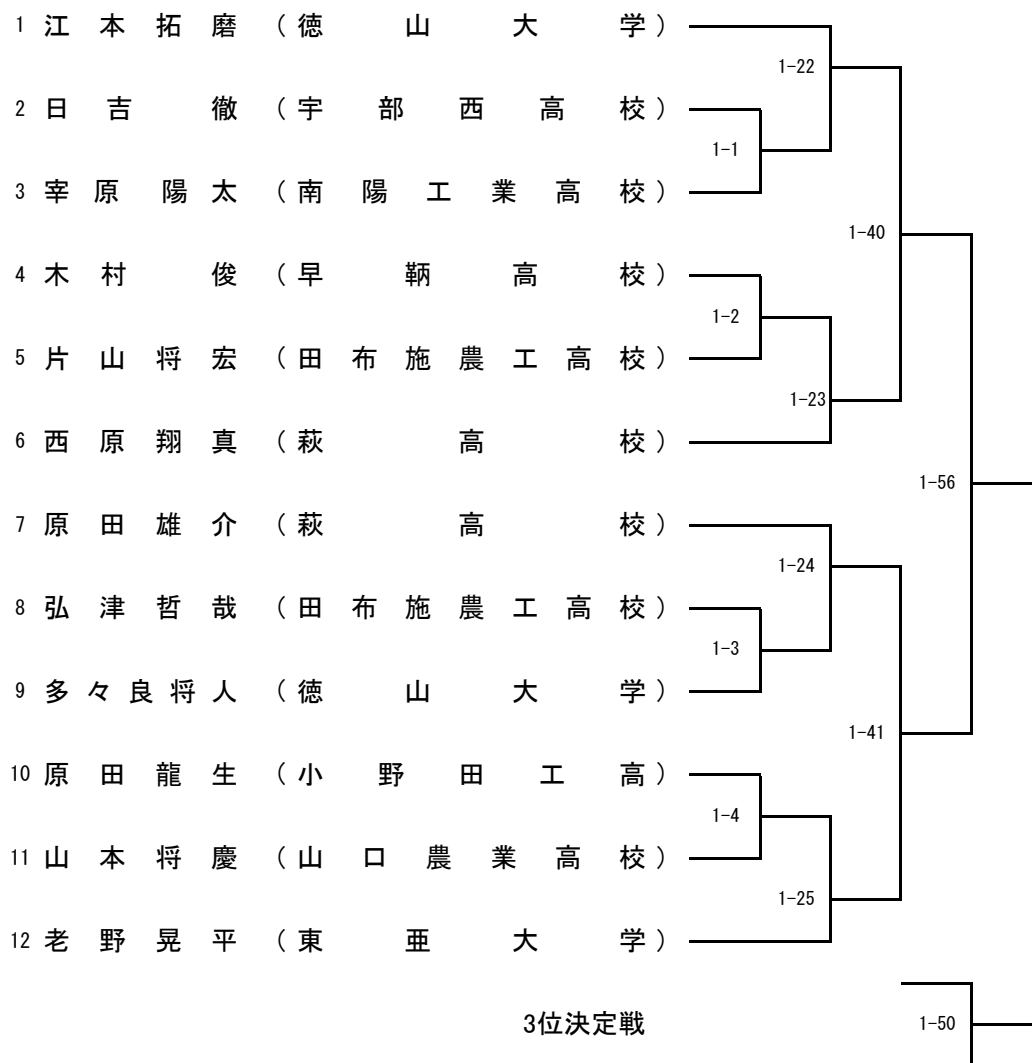 1 江本拓磨 (徳山大学)
1-22
2 日吉徹 (宇部西高校)
1-1
3 宰原陽太 (南陽工業高校)
1-40
4 木村俊 (早鞆高校)
1-2
5 片山将宏 (田布施農工高校)
1-23
6 西原翔真 (萩高校)
1-56
7 原田雄介 (萩高校)
1-24
8 弘津哲哉 (田布施農工高校)
1-3
9 多々良将人 (徳山大学)
1-41
10 原田龍生 (小野田工高)
1-4
11 山本将慶 (山口農業高校)
1-25
12 老野晃平 (東亜大学)
3位決定戦 1-50